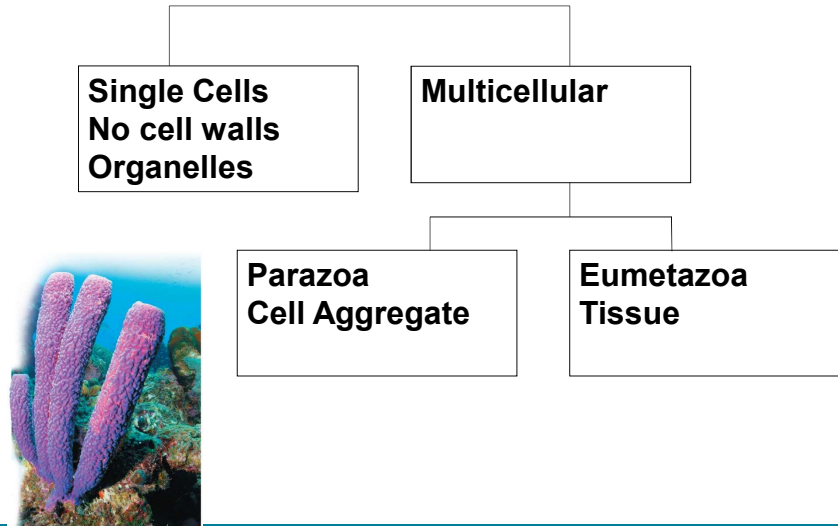 Single Cells
No cell walls
Organelles
Multicellular
Parazoa
Cell Aggregate
Eumetazoa
Tissue